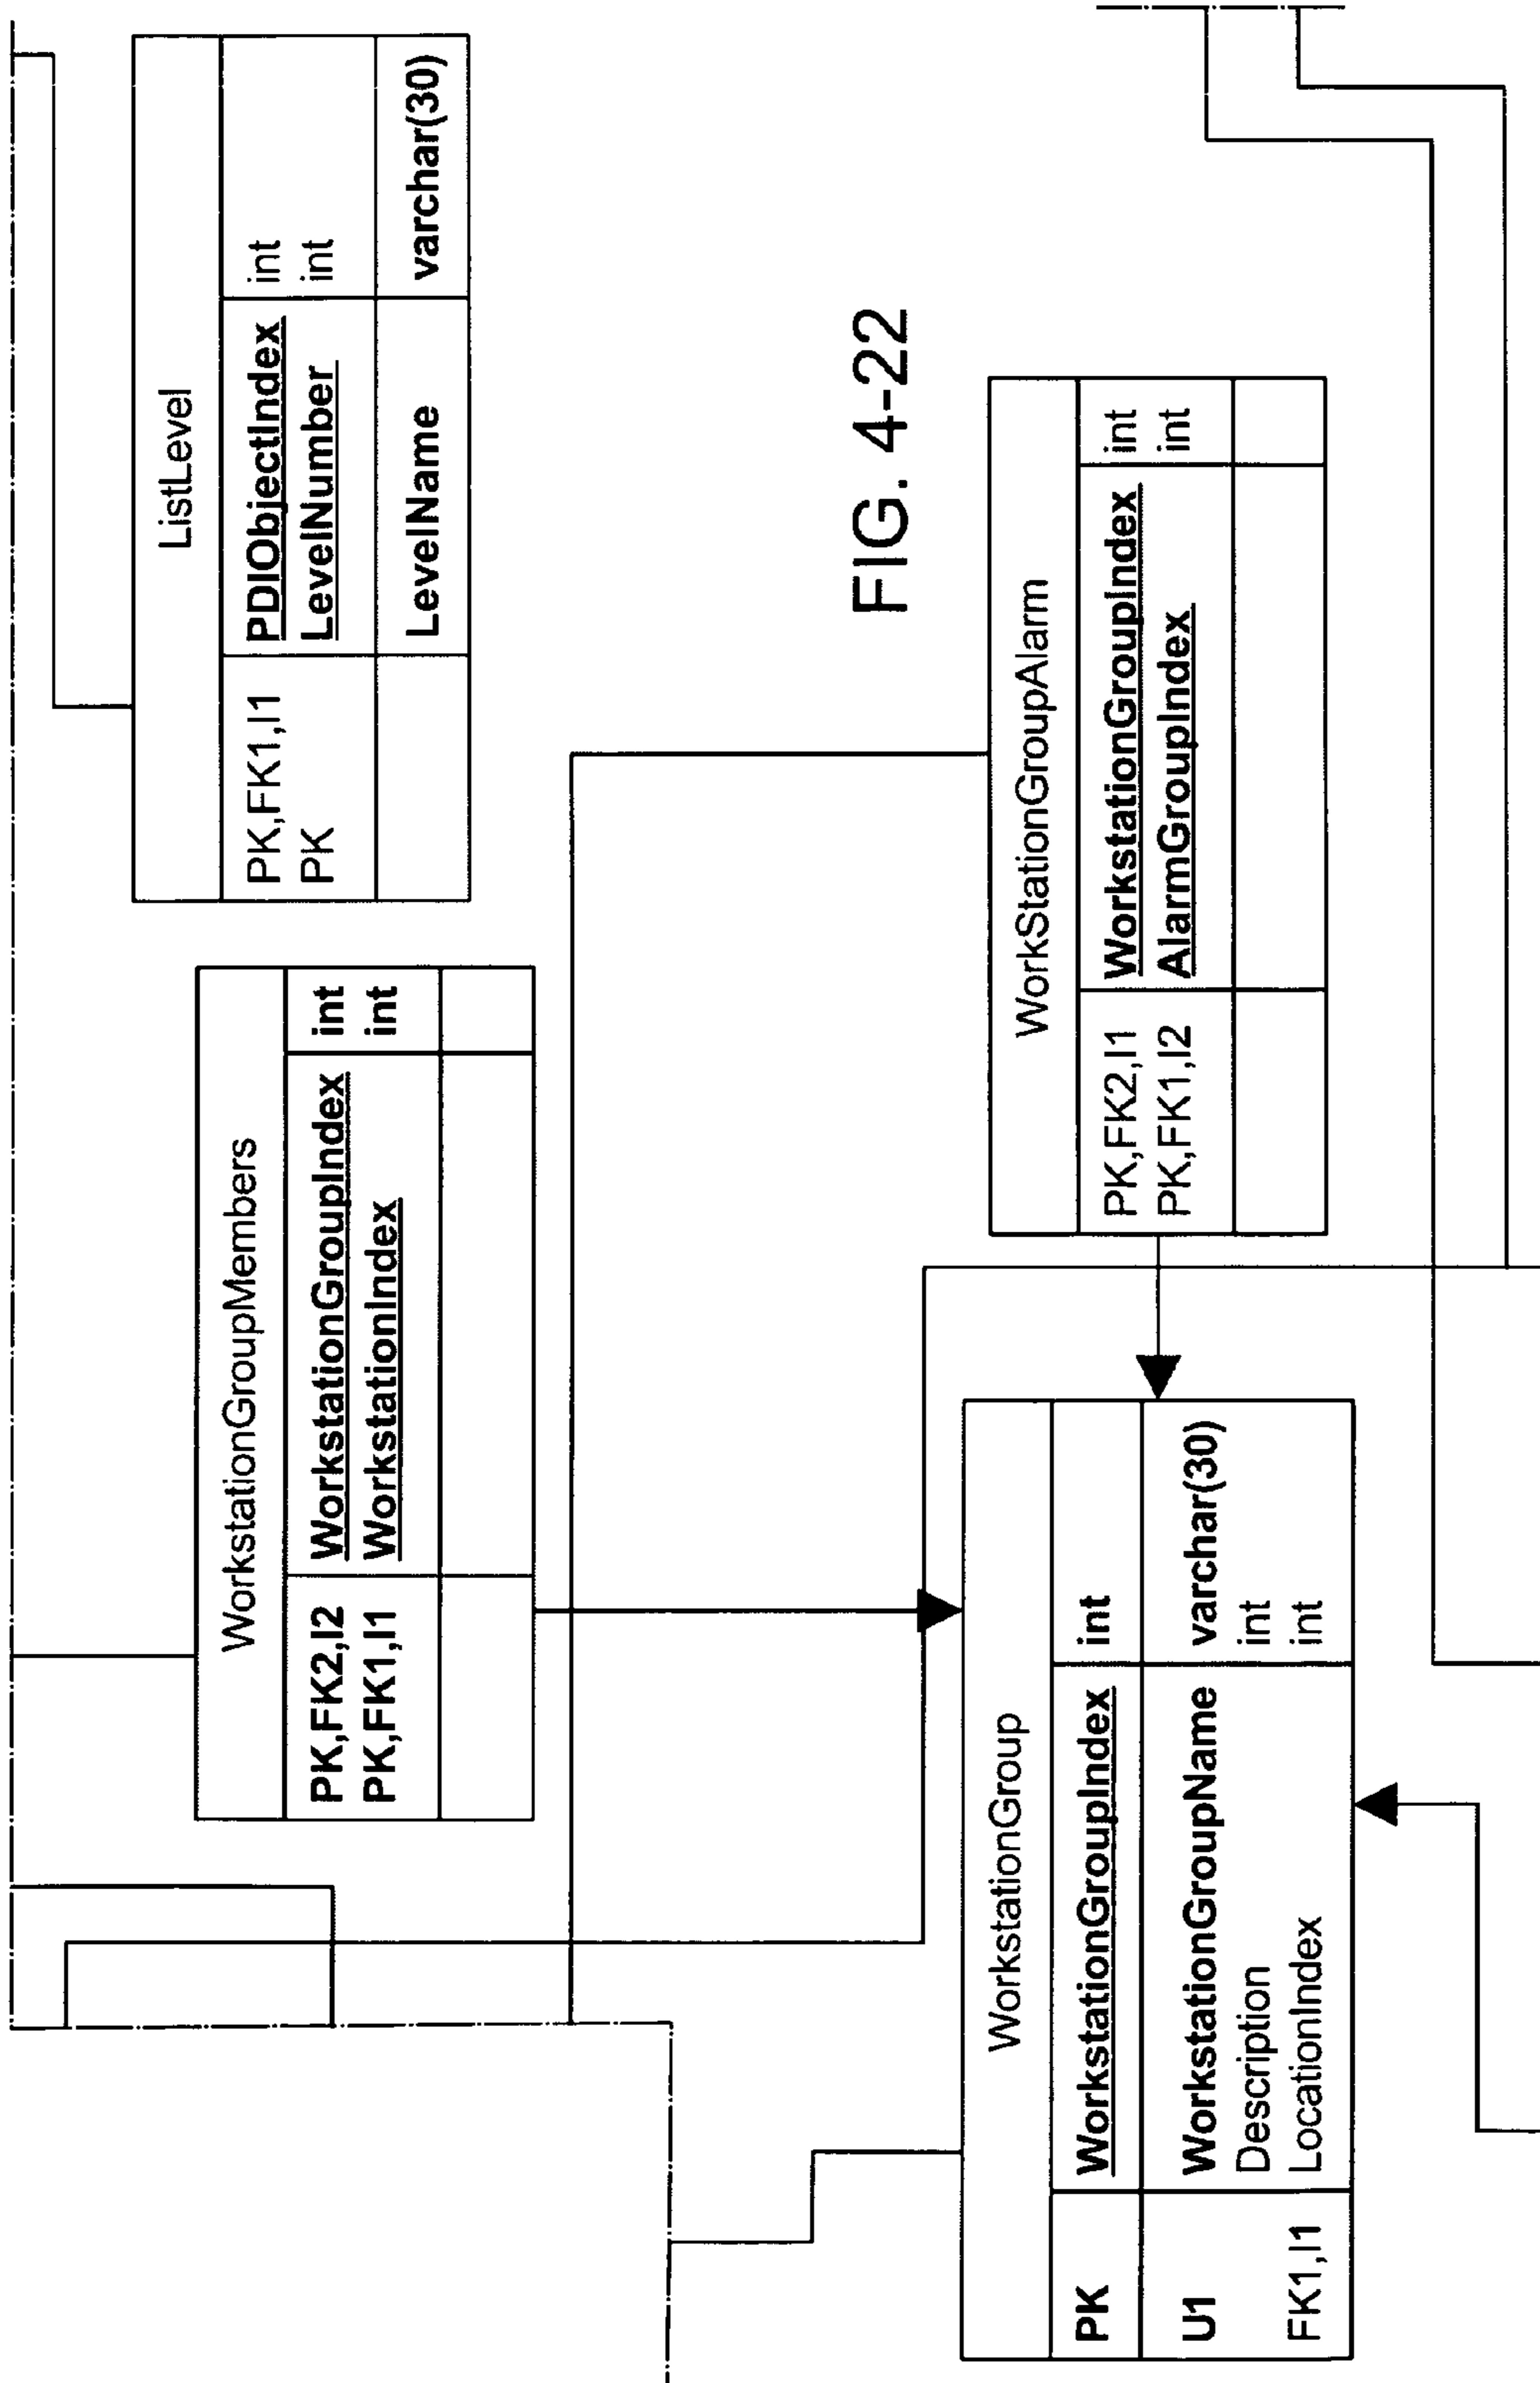 ListLevel
PK,FK1,I1 PDIObjectIndex int
PK LevelNumber int
LevelName varchar(30)
WorkstationGroupMembers
PK,FK2,I2 WorkstationGroupIndex int
PK,FK1,I1 WorkstationIndex int
FIG. 4-22
WorkStationGroupAlarm
PK,FK2,I1 WorkstationGroupIndex int
PK,FK1,I2 AlarmGroupIndex int
WorkstationGroup
PK WorkstationGroupIndex int
U1 WorkstationGroupName varchar(30)
Description int
FK1,I1 LocationIndex int